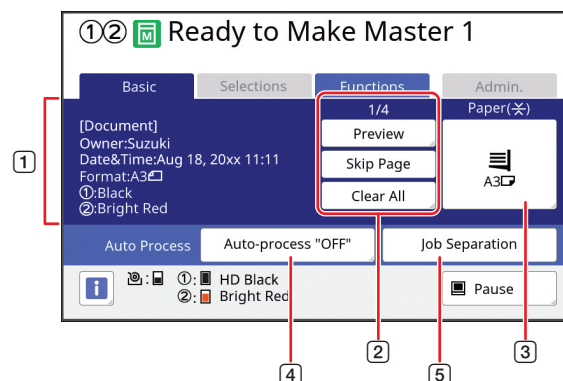 ①② Ready to Make Master 1
Basic Selections Functions Admin.
[Document]
Owner:Suzuki
Date&Time:Aug 18, 20xx 11:11
Format:A3
①:Black
②:Bright Red
1/4
Preview
Skip Page
Clear All
Paper(⚹)
A3
Auto Process Auto-process "OFF" Job Separation
i
①: HD Black
②: Bright Red
Pause
1
2
3
4
5